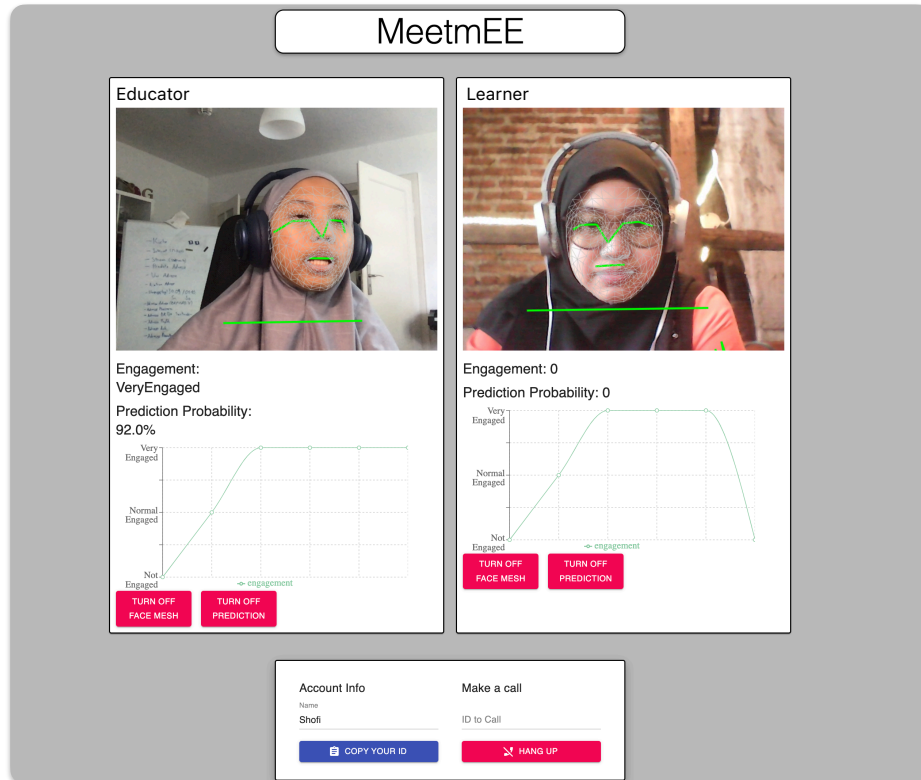 MeetmEE
Educator
Engagement:
VeryEngaged
Prediction Probability:
92.0%
Very
Engaged
Normal
Engaged
Not
Engaged
engagement
TURN OFF
FACE MESH
TURN OFF
PREDICTION
Learner
Engagement: 0
Prediction Probability: 0
Very
Engaged
Normal
Engaged
Not
Engaged
engagement
TURN OFF
FACE MESH
TURN OFF
PREDICTION
Account Info
Name
Shofi
COPY YOUR ID
Make a call
ID to Call
HANG UP